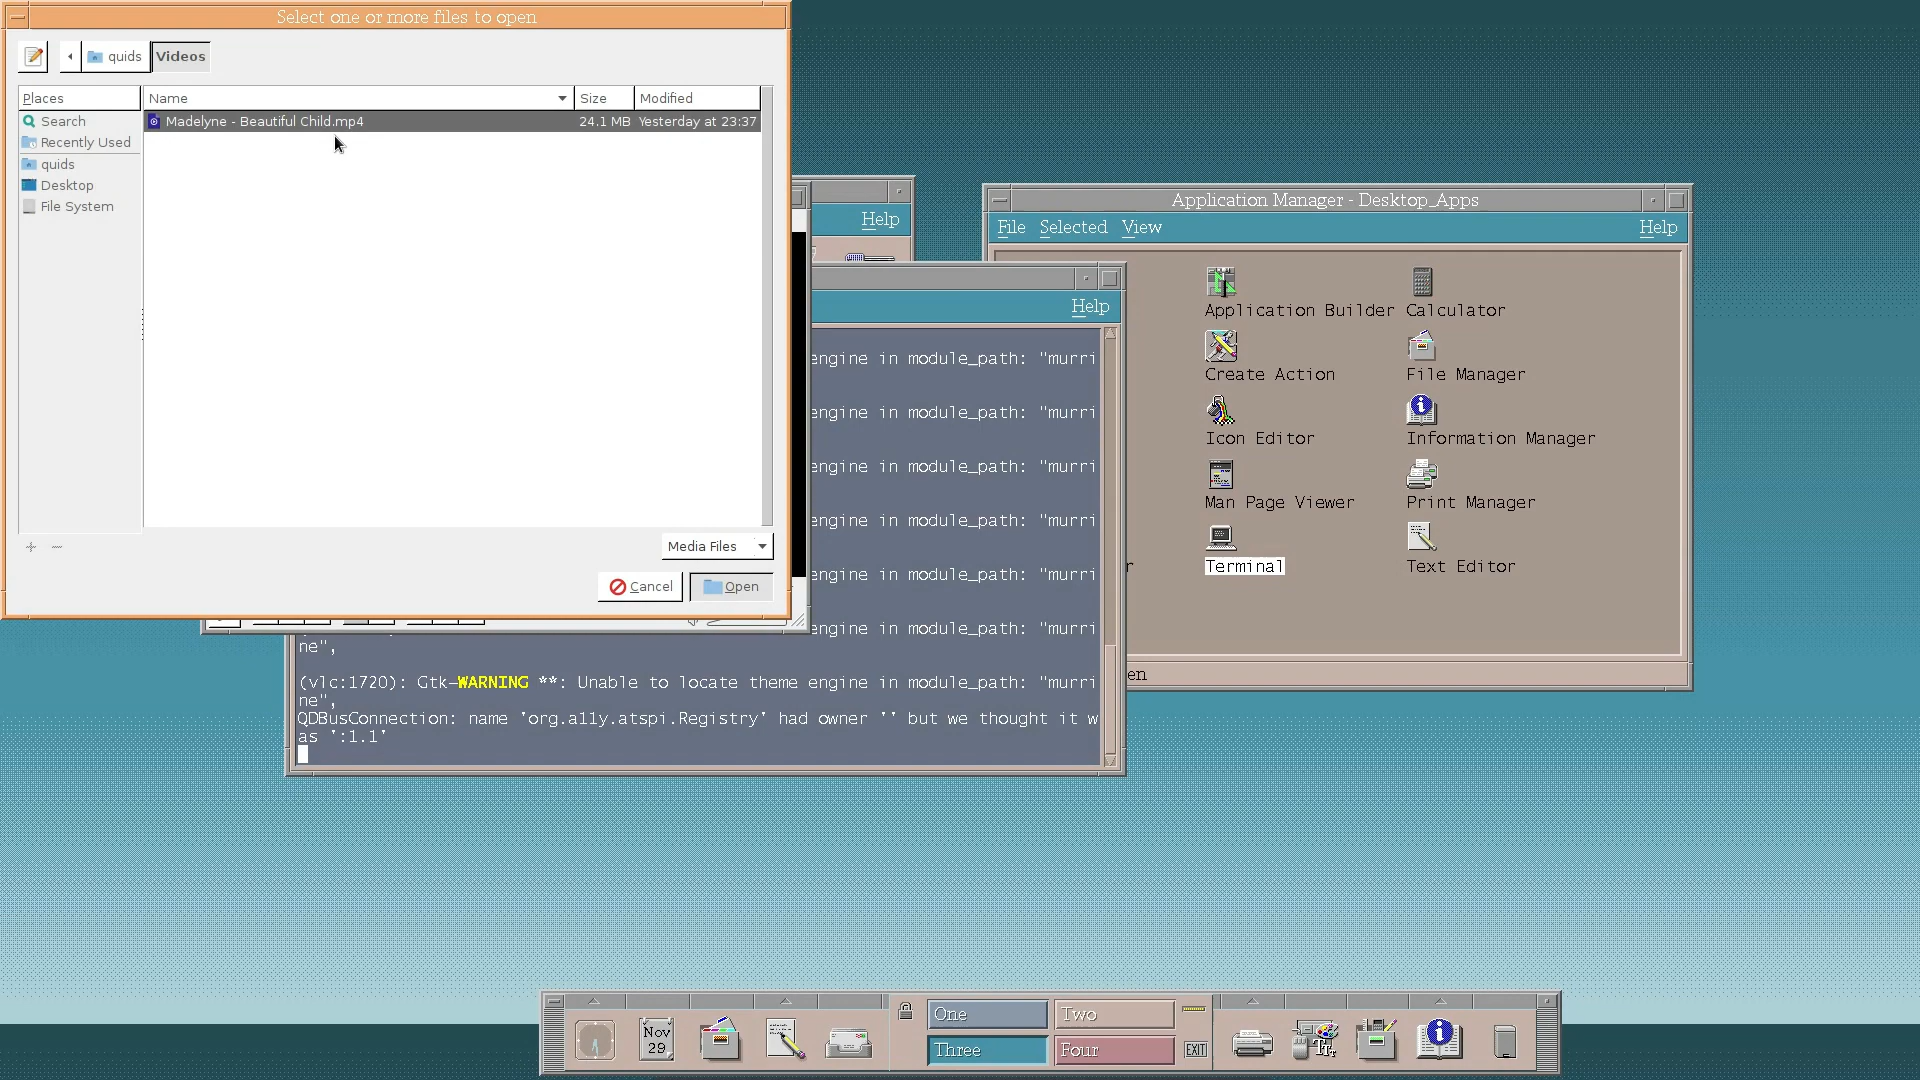 Select one or more files to open
quids
Videos
Places
Name
Size
Modified
Search
Recently Used
quids
Desktop
File System
Madelyne - Beautiful Child.mp4
24.1 MB
Yesterday at 23:37
Media Files
Cancel
Open
Help
Help
engine in module_path: "murri
engine in module_path: "murri
engine in module_path: "murri
engine in module_path: "murri
engine in module_path: "murri
engine in module_path: "murri
ne",
(vlc:1720): Gtk-WARNING **: Unable to locate theme engine in module_path: "murri
ne",
QDBusConnection: name 'org.a11y.atspi.Registry' had owner '' but we thought it w
as ':1.1'
Application Manager - Desktop_Apps
File Selected View Help
Application Builder
Calculator
Create Action
File Manager
Icon Editor
Information Manager
Man Page Viewer
Print Manager
r
Terminal
Text Editor
en
Nov
29
One
Two
Three
Four
EXIT